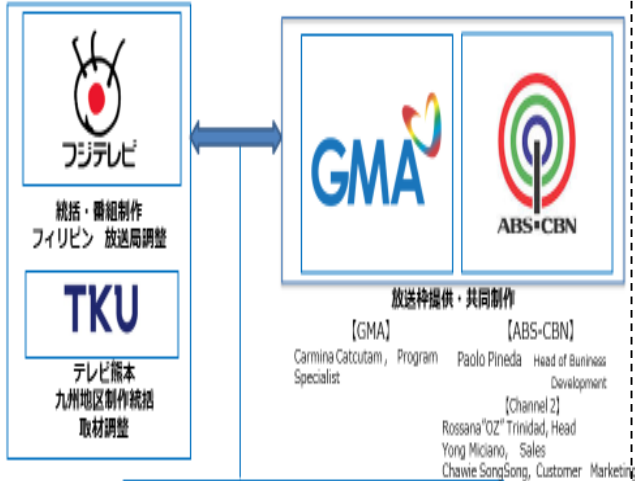 フジテレビ
統括・番組制作
フィリピン 放送局調整
TKU
テレビ熊本
九州地区制作統括
取材調整
GMA
ABS-CBN
放送枠提供・共同制作
【GMA】
Carmina Catcutam, Program
Specialist
【ABS-CBN】
Paolo Pineda Head of Buniness
Development
【Channel 2】
Rossana"OZ" Trinidad, Head
Yong Miciano, Sales
Chawie SongSong, Customer Marketing